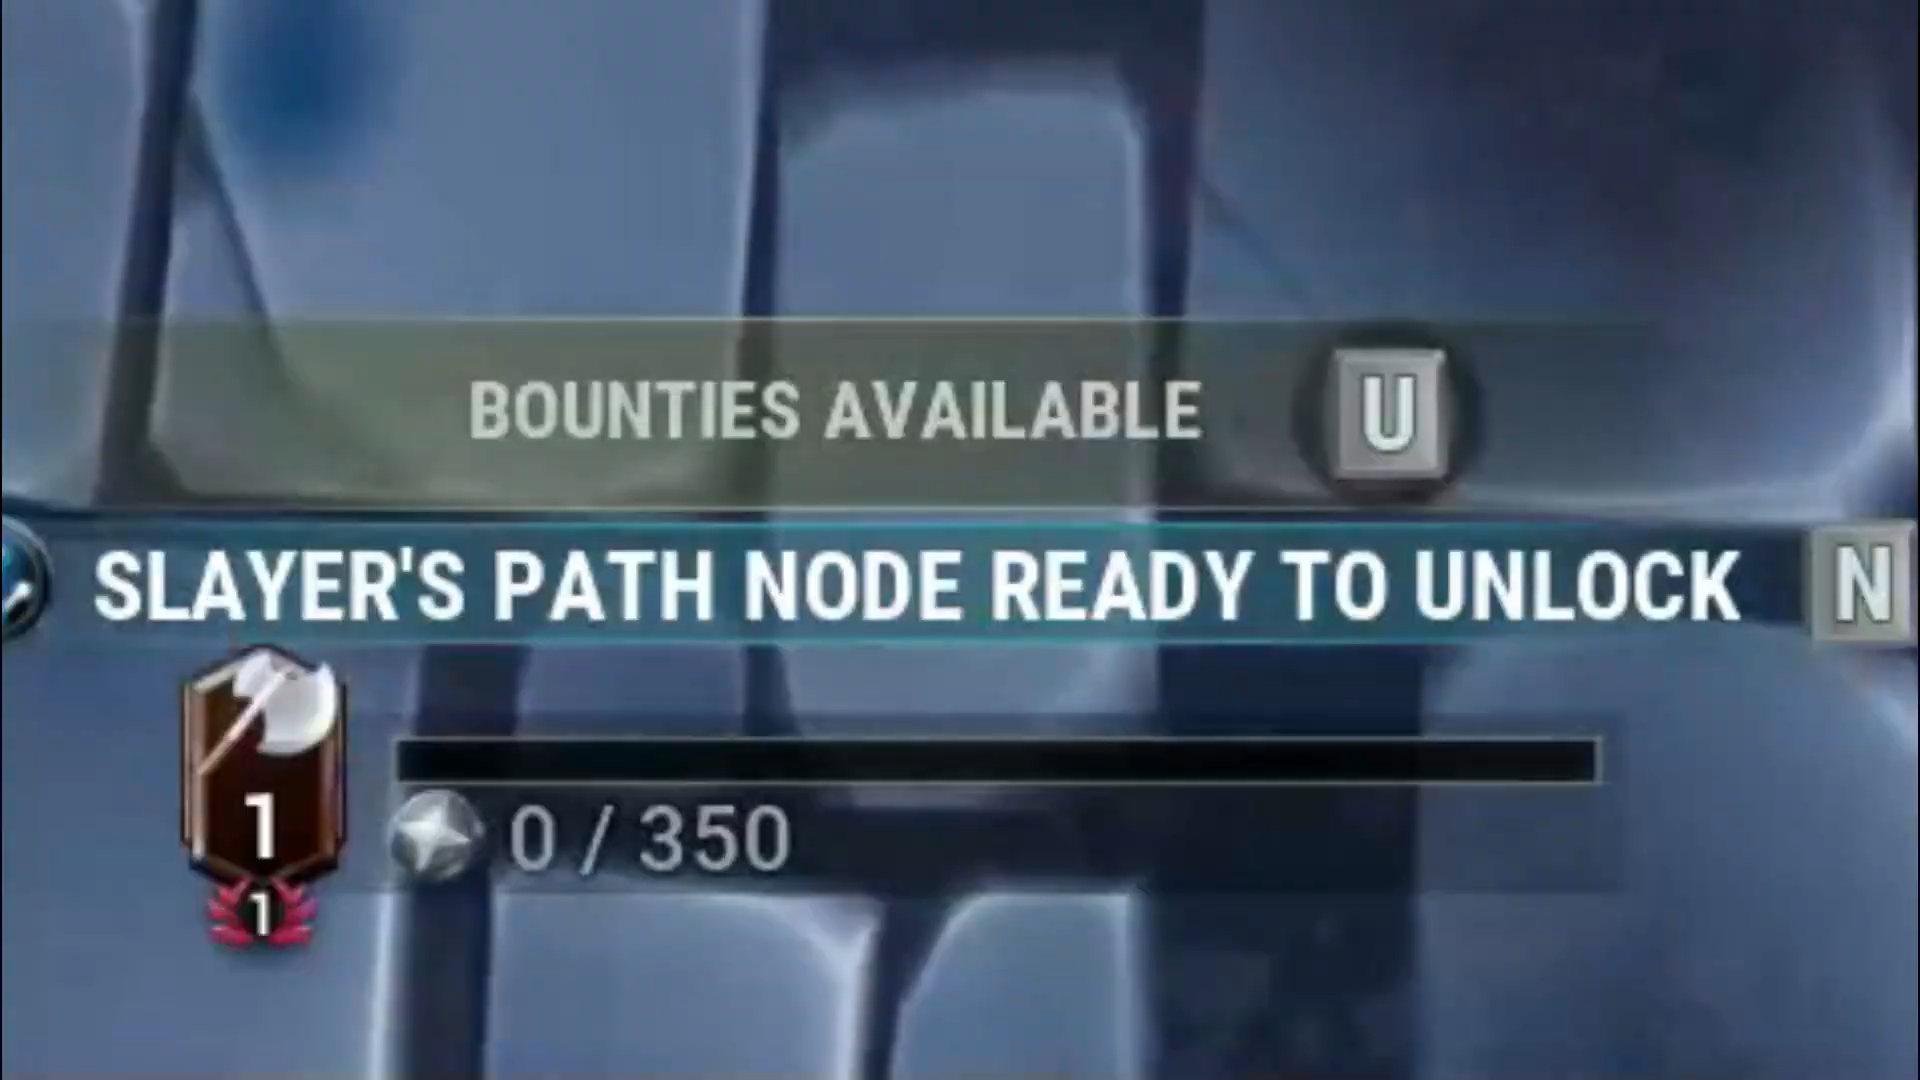 BOUNTIES AVAILABLE U
SLAYER'S PATH NODE READY TO UNLOCK N
1
0 / 350
1